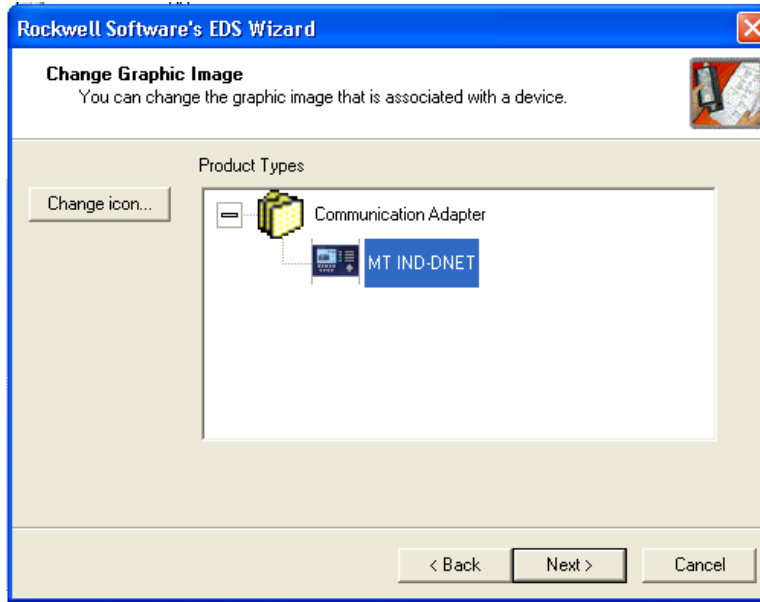 Rockwell Software's EDS Wizard
Change Graphic Image
You can change the graphic image that is associated with a device.
Product Types
Change icon...
Communication Adapter
MT IND-DNET
< Back
Next >
Cancel